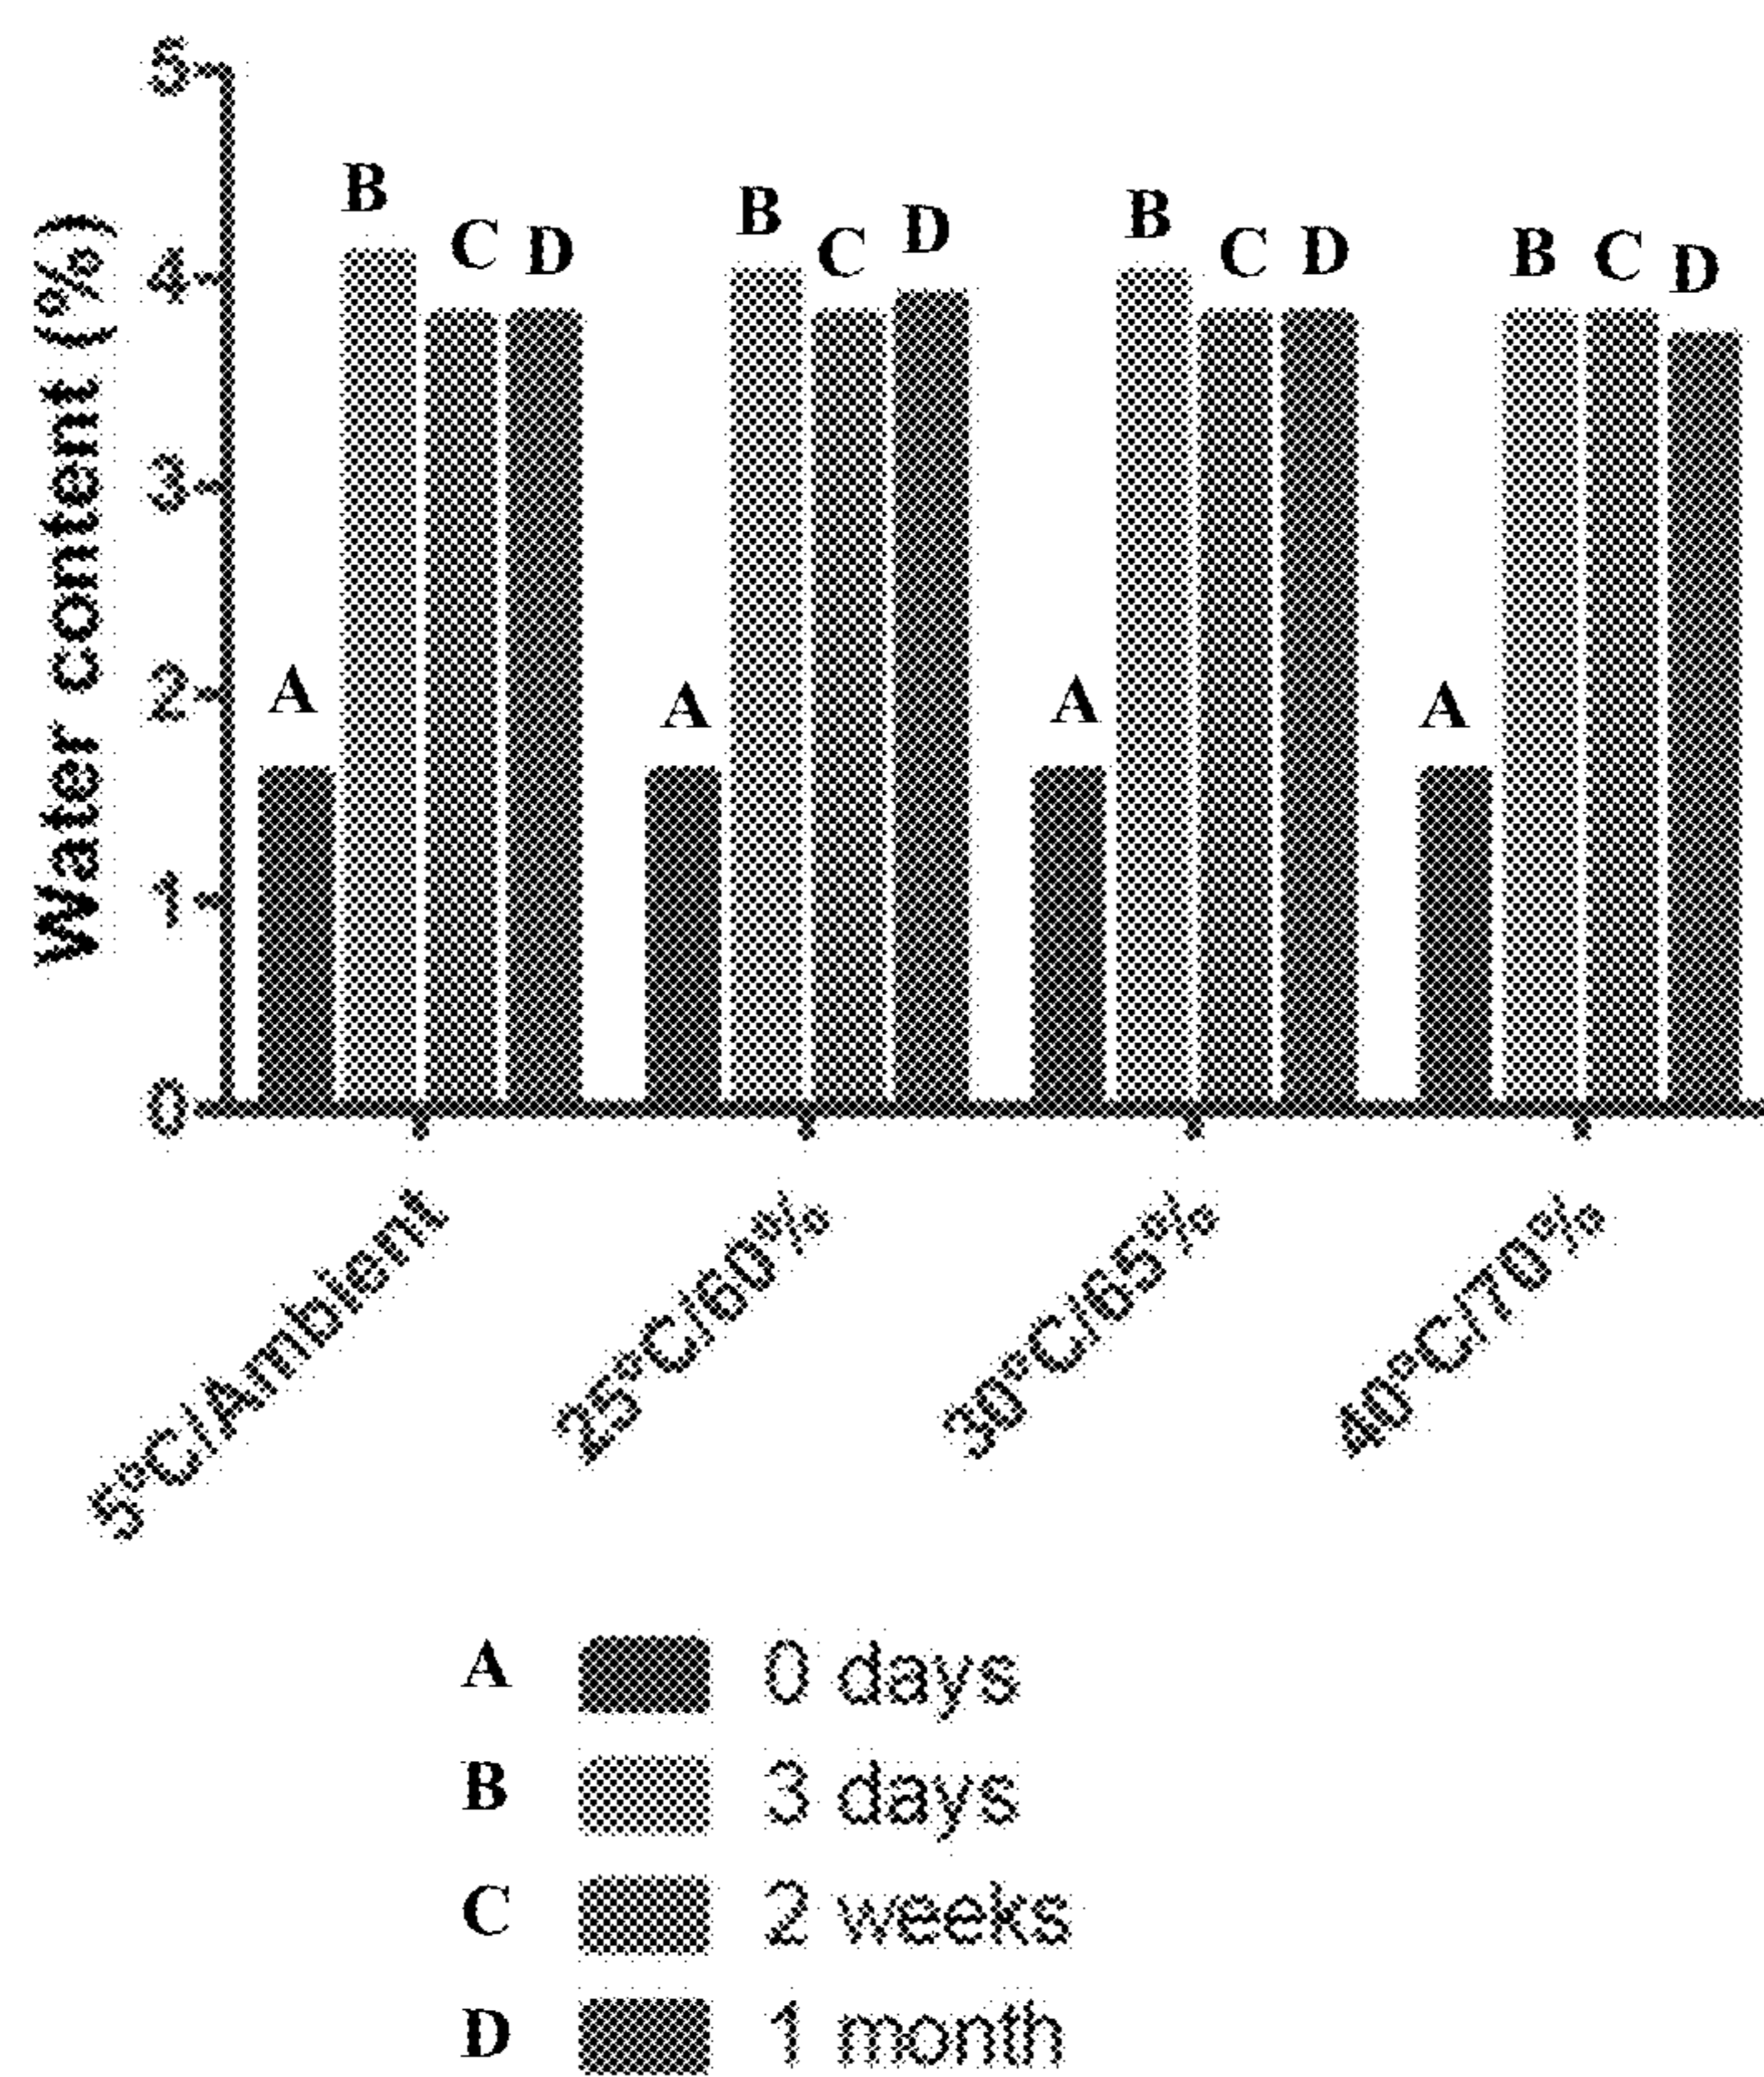 Water content (%)
5
4
3
2
1
0
A B C D
A B C D
A B C D
A B C D
5°C/Ambient
25°C/60%
30°C/65%
40°C/70%
A 0 days
B 3 days
C 2 weeks
D 1 month